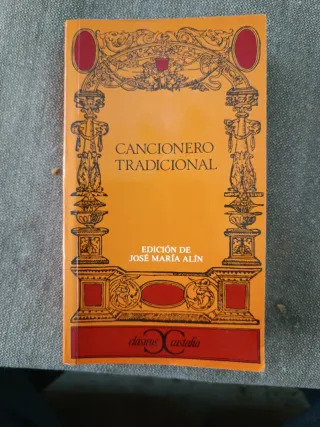 CANCIONERO
TRADICIONAL
EDICIÓN DE
JOSÉ MARÍA ALÍN
clásicos castalia